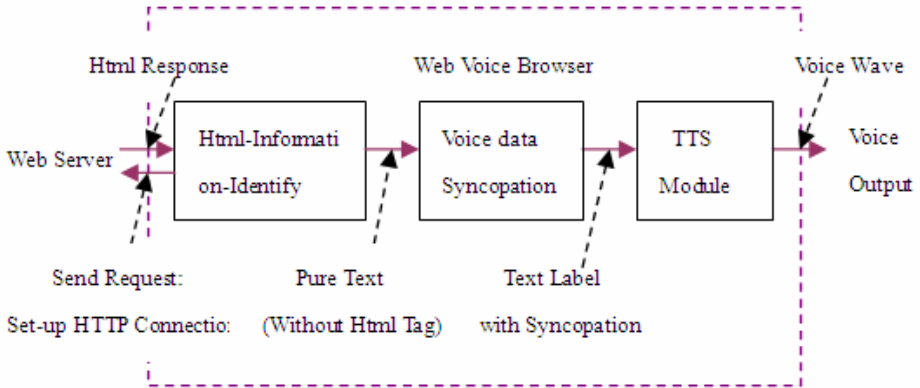 Html Response
Web Voice Browser
Voice Wave
Web Server
Html-Informati
on-Identify
Voice data
Syncopation
TTS
Module
Voice
Output
Send Request:
Set-up HTTP Connectio
Pure Text
(Without Html Tag)
Text Label
with Syncopation